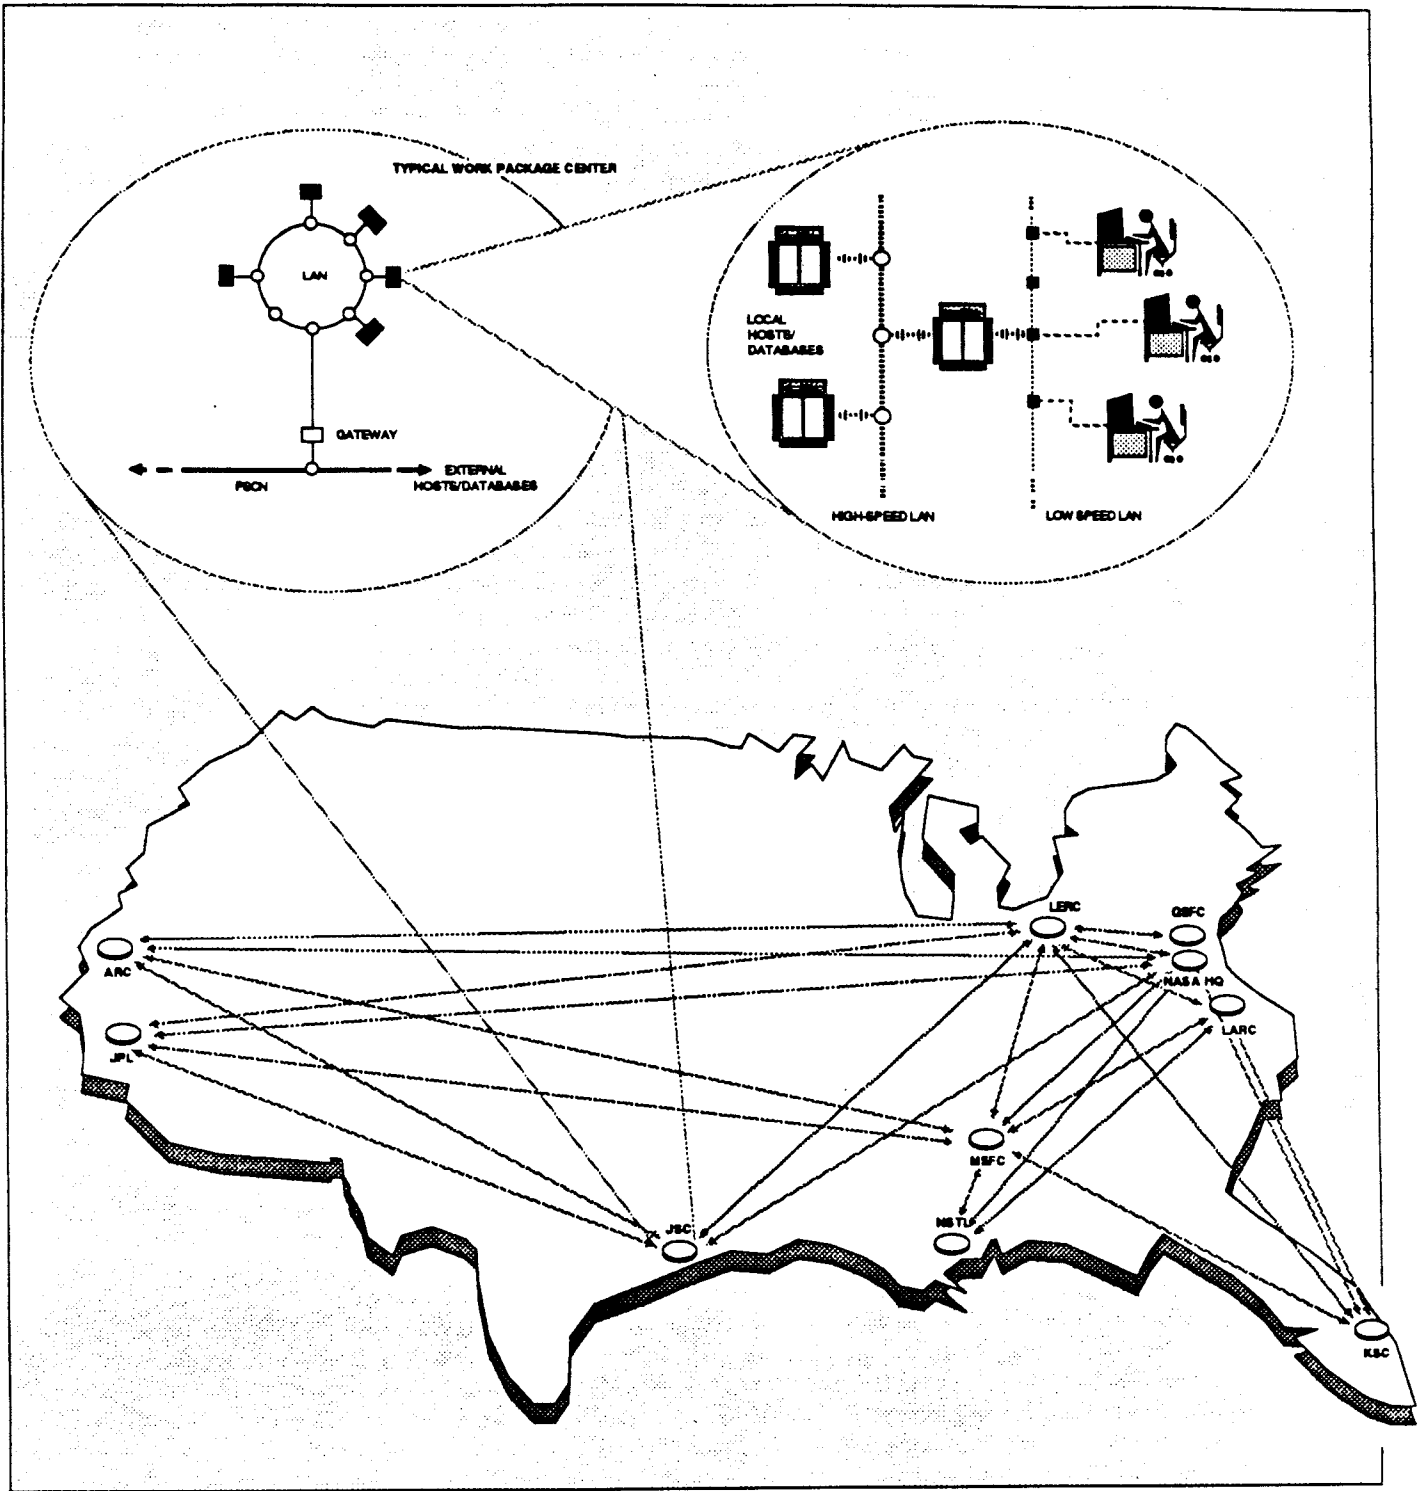 TYPICAL WORK PACKAGE CENTER
LAN
GATEWAY
PSCN
EXTERNAL
HOSTS/DATABASES
LOCAL
HOSTS/
DATABASES
HIGH-SPEED LAN
LOW SPEED LAN
LERC
GSFC
NASA HQ
LARC
ARC
JPL
MSFC
NSTL
JSC
KSC